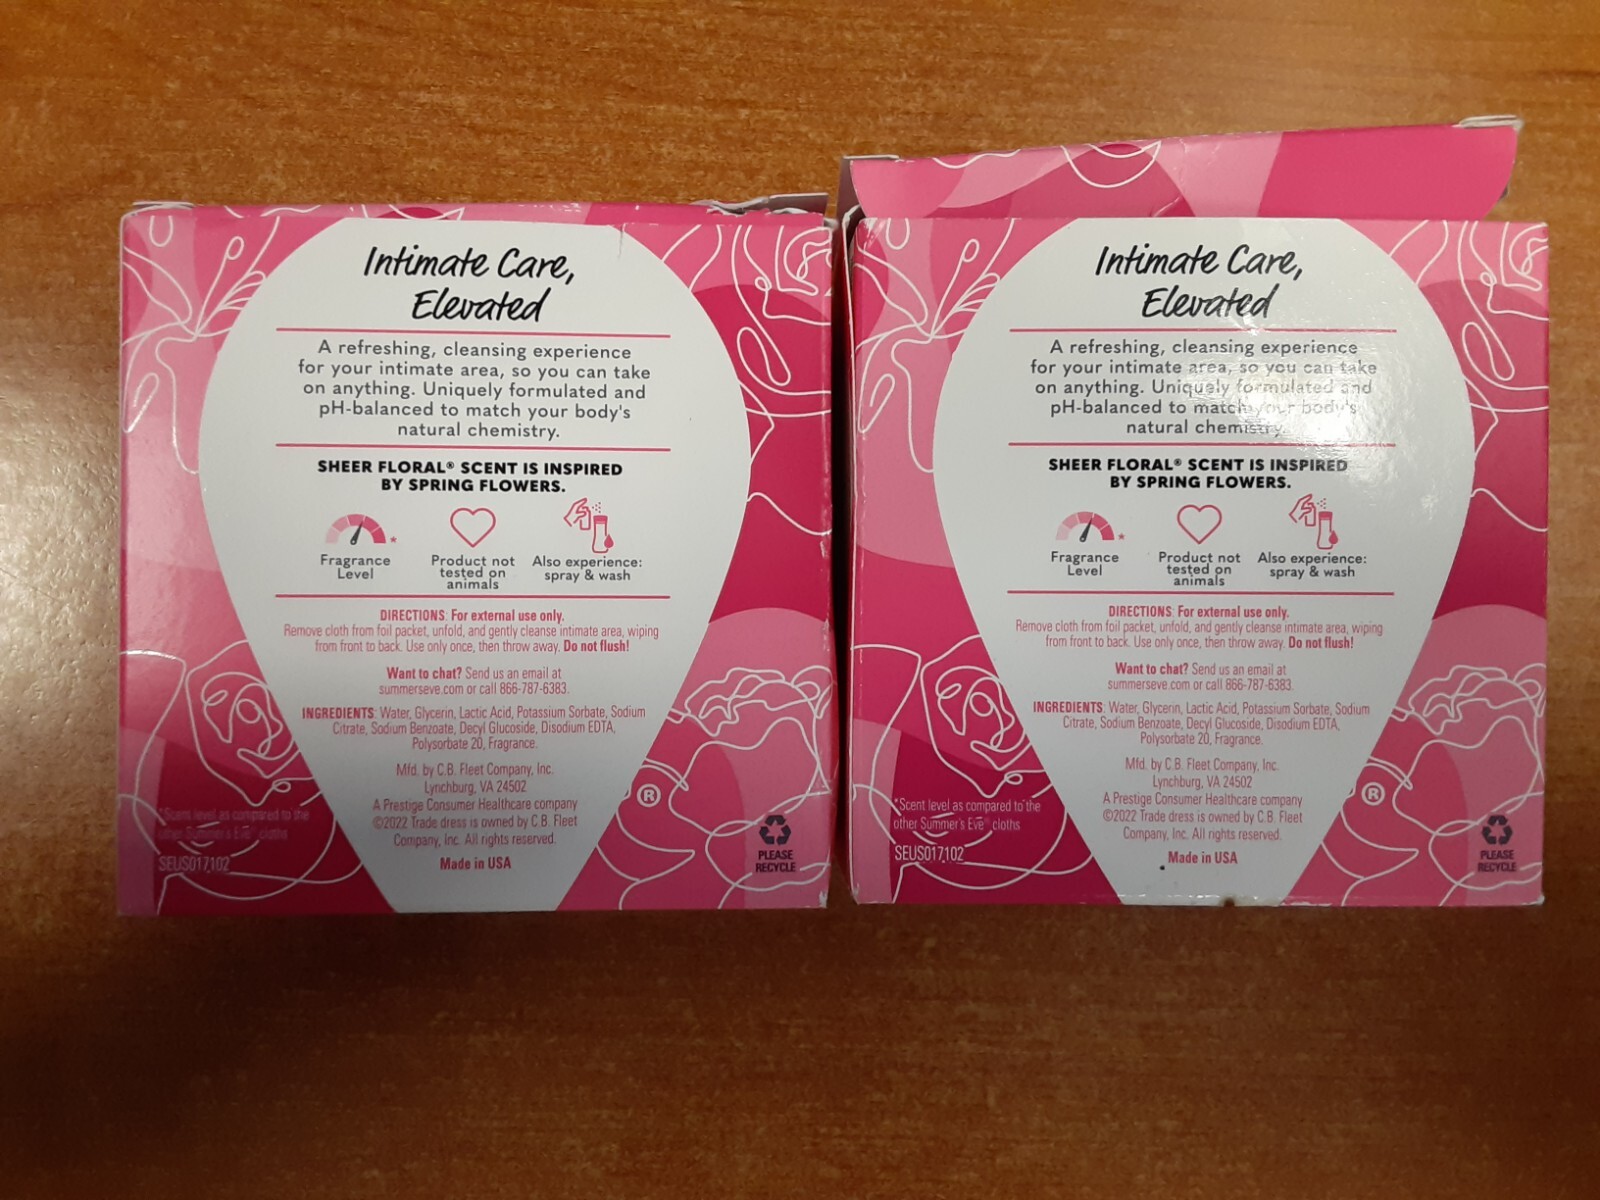 Intimate Care,
Elevated
A refreshing, cleansing experience
for your intimate area, so you can take
on anything. Uniquely formulated and
pH-balanced to match your body's
natural chemistry.
SHEER FLORAL® SCENT IS INSPIRED
BY SPRING FLOWERS.
*
Fragrance
Level
Product not
tested on
animals
Also experience:
spray & wash
DIRECTIONS: For external use only.
Remove cloth from foil packet, unfold, and gently cleanse intimate area, wiping
from front to back. Use only once, then throw away. Do not flush!
Want to chat? Send us an email at
summerseve.com or call 866-787-6383.
INGREDIENTS: Water, Glycerin, Lactic Acid, Potassium Sorbate, Sodium
Citrate, Sodium Benzoate, Decyl Glucoside, Disodium EDTA,
Polysorbate 20, Fragrance.
Mfd. by C.B. Fleet Company, Inc.
Lynchburg, VA 24502
A Prestige Consumer Healthcare company
©2022 Trade dress is owned by C.B. Fleet
Company, Inc. All rights reserved.
Made in USA
*Scent level as compared to the
other Summer's Eve® cloths
SEUS017102
®
PLEASE
RECYCLE
Intimate Care,
Elevated
A refreshing, cleansing experience
for your intimate area, so you can take
on anything. Uniquely formulated and
pH-balanced to match your body's
natural chemistry.
SHEER FLORAL® SCENT IS INSPIRED
BY SPRING FLOWERS.
*
Fragrance
Level
Product not
tested on
animals
Also experience:
spray & wash
DIRECTIONS: For external use only.
Remove cloth from foil packet, unfold, and gently cleanse intimate area, wiping
from front to back. Use only once, then throw away. Do not flush!
Want to chat? Send us an email at
summerseve.com or call 866-787-6383.
INGREDIENTS: Water, Glycerin, Lactic Acid, Potassium Sorbate, Sodium
Citrate, Sodium Benzoate, Decyl Glucoside, Disodium EDTA,
Polysorbate 20, Fragrance.
Mfd. by C.B. Fleet Company, Inc.
Lynchburg, VA 24502
A Prestige Consumer Healthcare company
©2022 Trade dress is owned by C.B. Fleet
Company, Inc. All rights reserved.
Made in USA
*Scent level as compared to the
other Summer's Eve® cloths
SEUS017102
®
PLEASE
RECYCLE